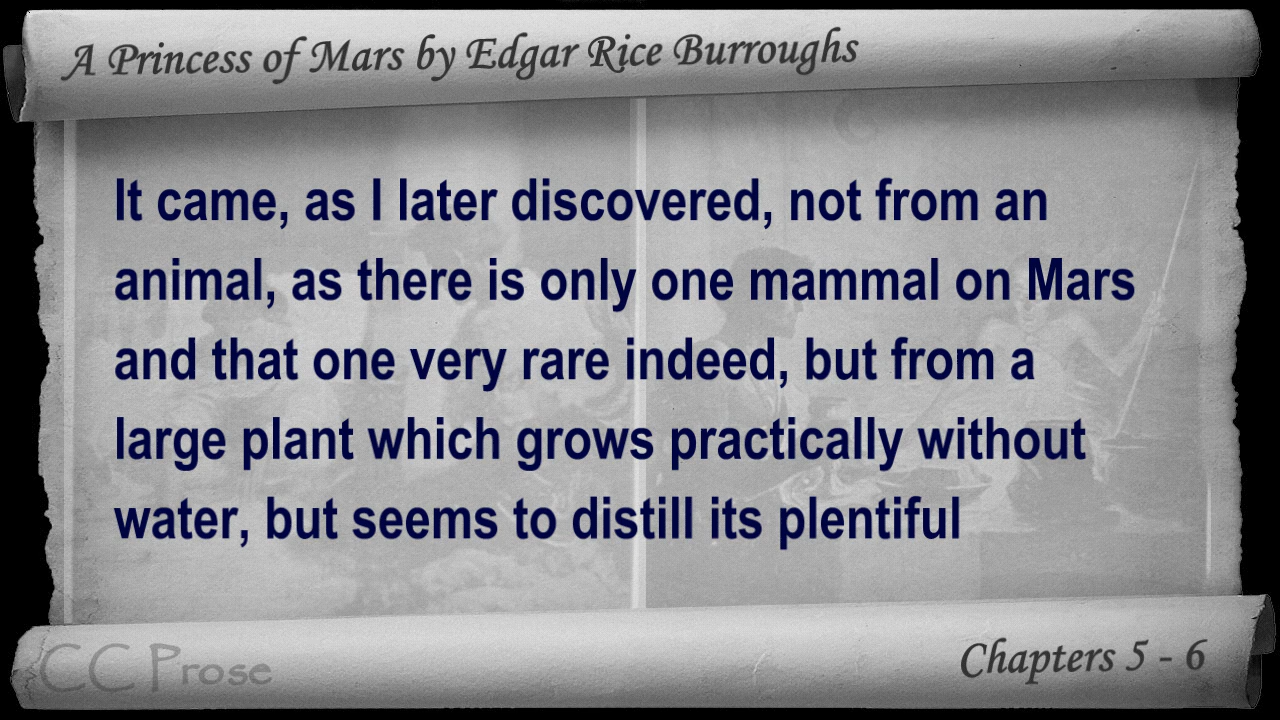 A Princess of Mars by Edgar Rice Burroughs
It came, as I later discovered, not from an
animal, as there is only one mammal on Mars
and that one very rare indeed, but from a
large plant which grows practically without
water, but seems to distill its plentiful
CC Prose
Chapters 5 - 6